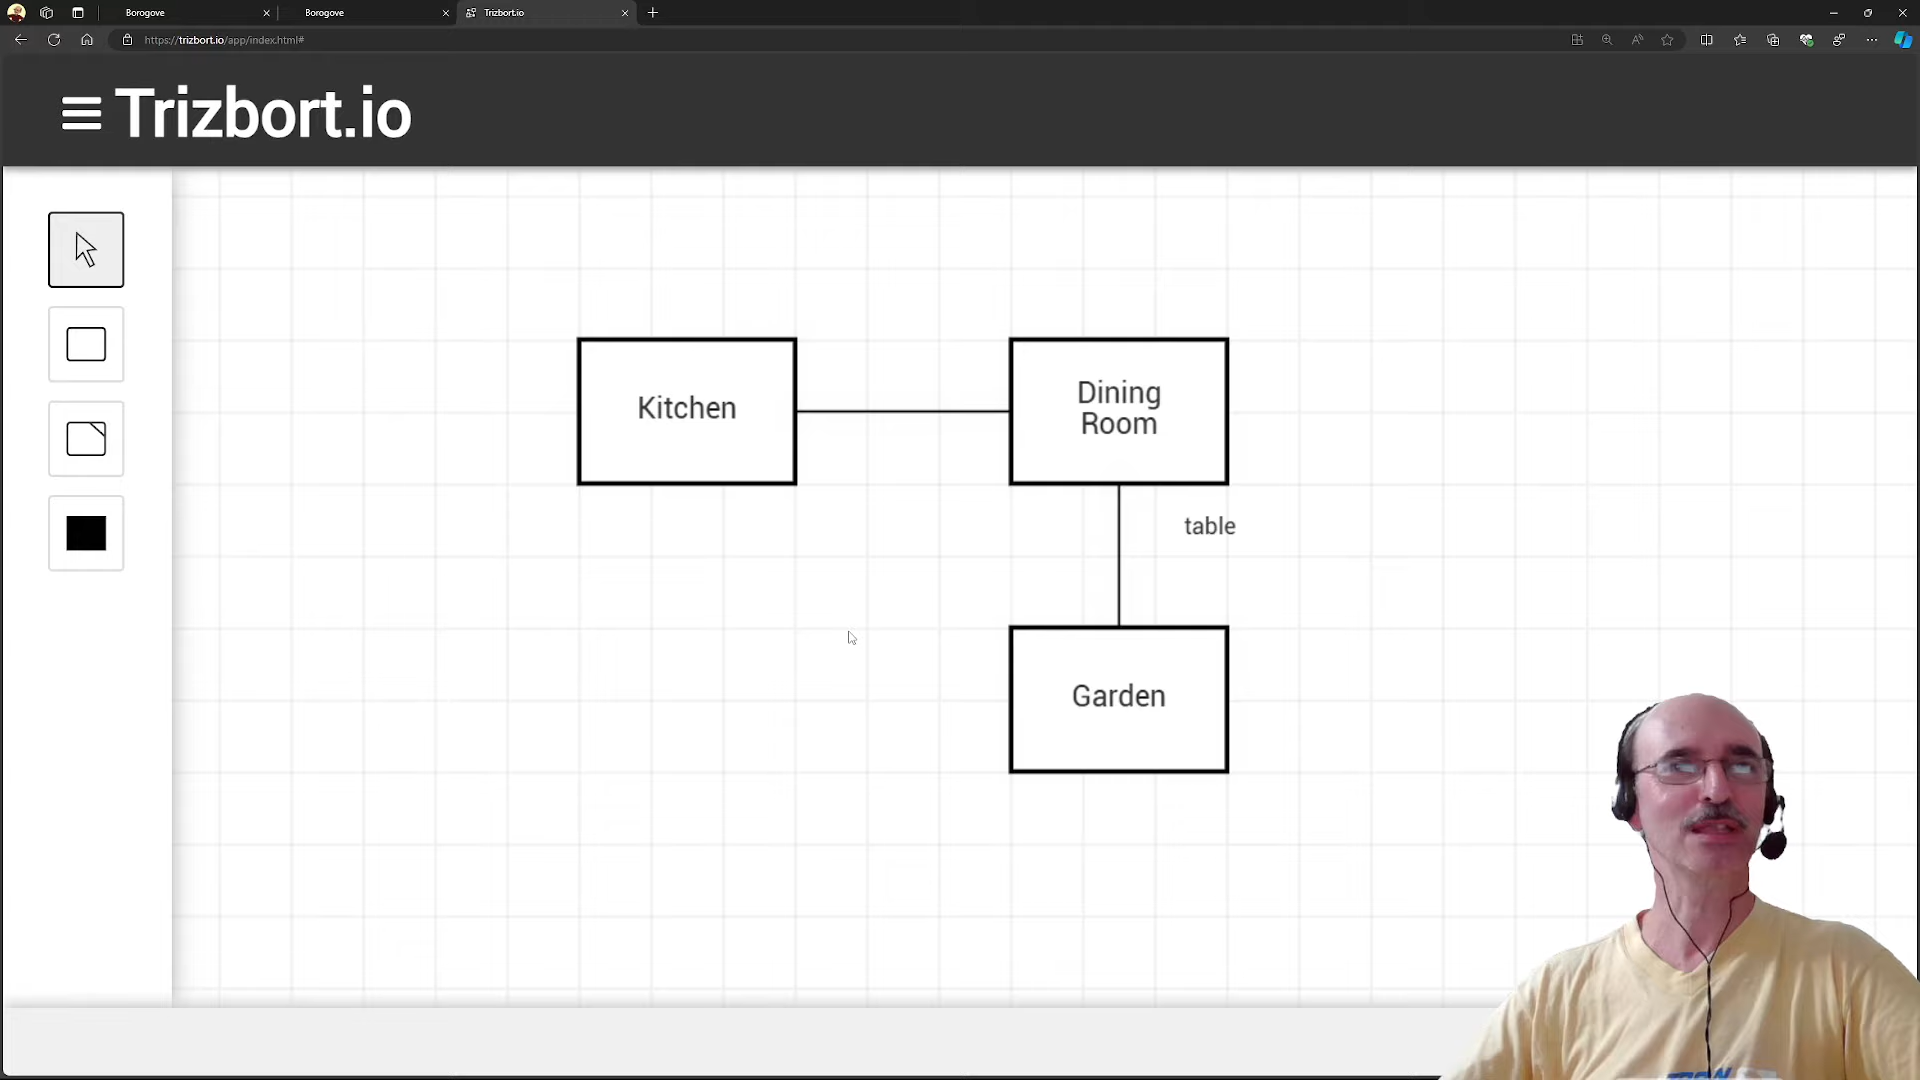 Borogove
Borogove
Trizbort.io
https://trizbort.io/app/index.html#
Trizbort.io
Kitchen
Dining
Room
table
Garden